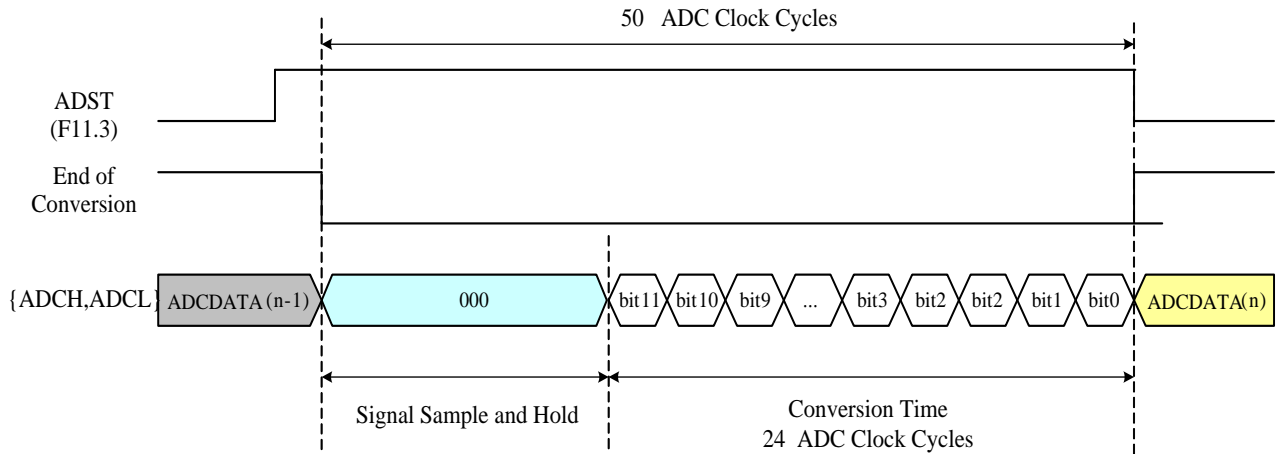 50 ADC Clock Cycles
ADST
(F11.3)
End of
Conversion
{ADCH,ADCL}
ADCDATA(n-1)
000
bit11
bit10
bit9
...
bit3
bit2
bit2
bit1
bit0
ADCDATA(n)
Signal Sample and Hold
Conversion Time
24 ADC Clock Cycles